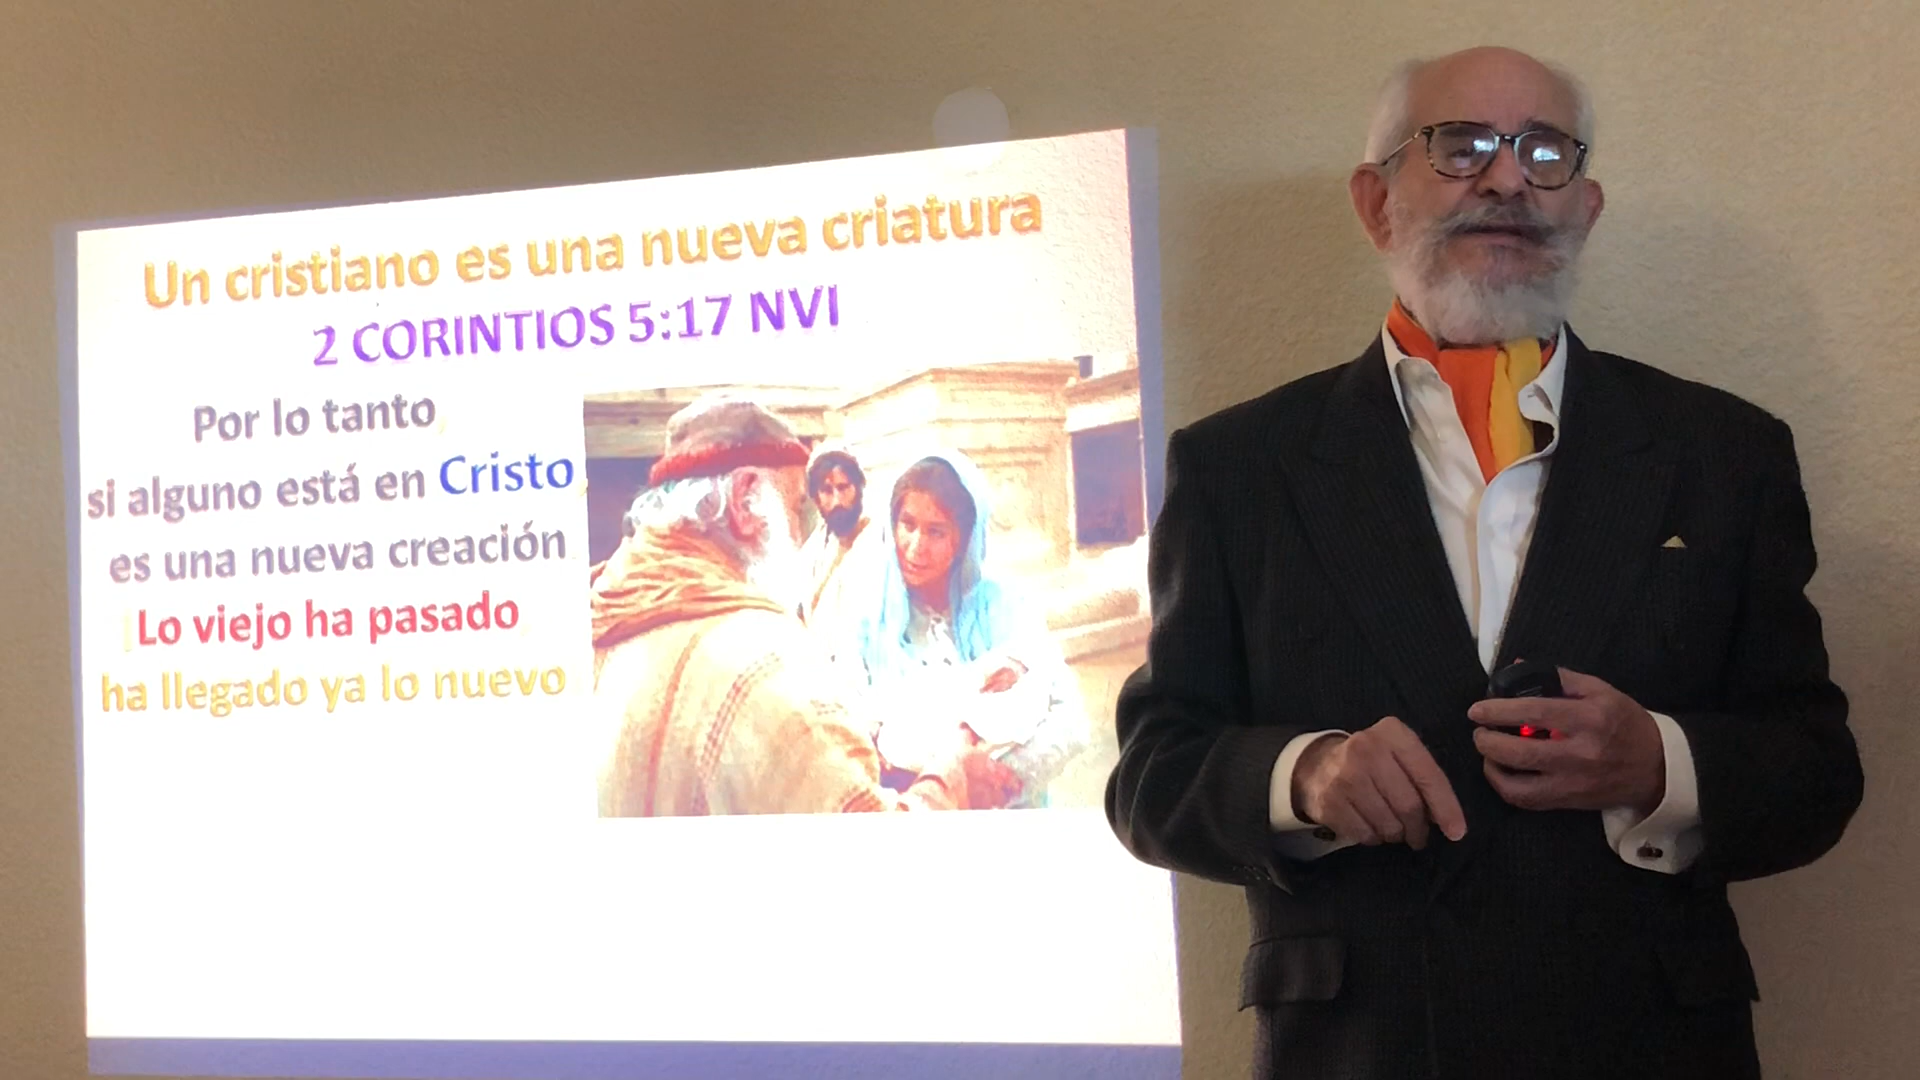 Un cristiano es una nueva criatura
2 CORINTIOS 5:17 NVI
Por lo tanto
si alguno está en Cristo
es una nueva creación
Lo viejo ha pasado
ha llegado ya lo nuevo